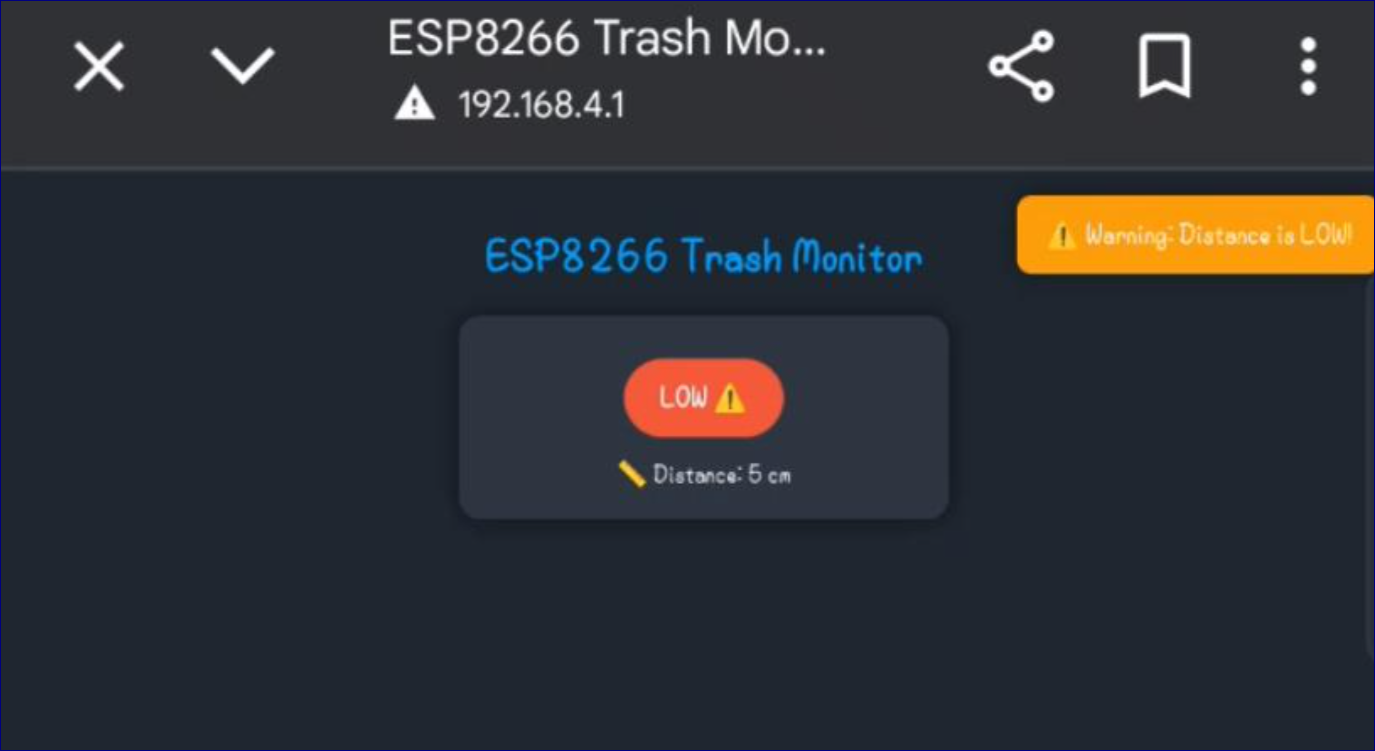 ESP8266 Trash Mo...
192.168.4.1
⚠️ Warning: Distance is LOW!
ESP8266 Trash Monitor
LOW ⚠️
📏 Distance: 5 cm